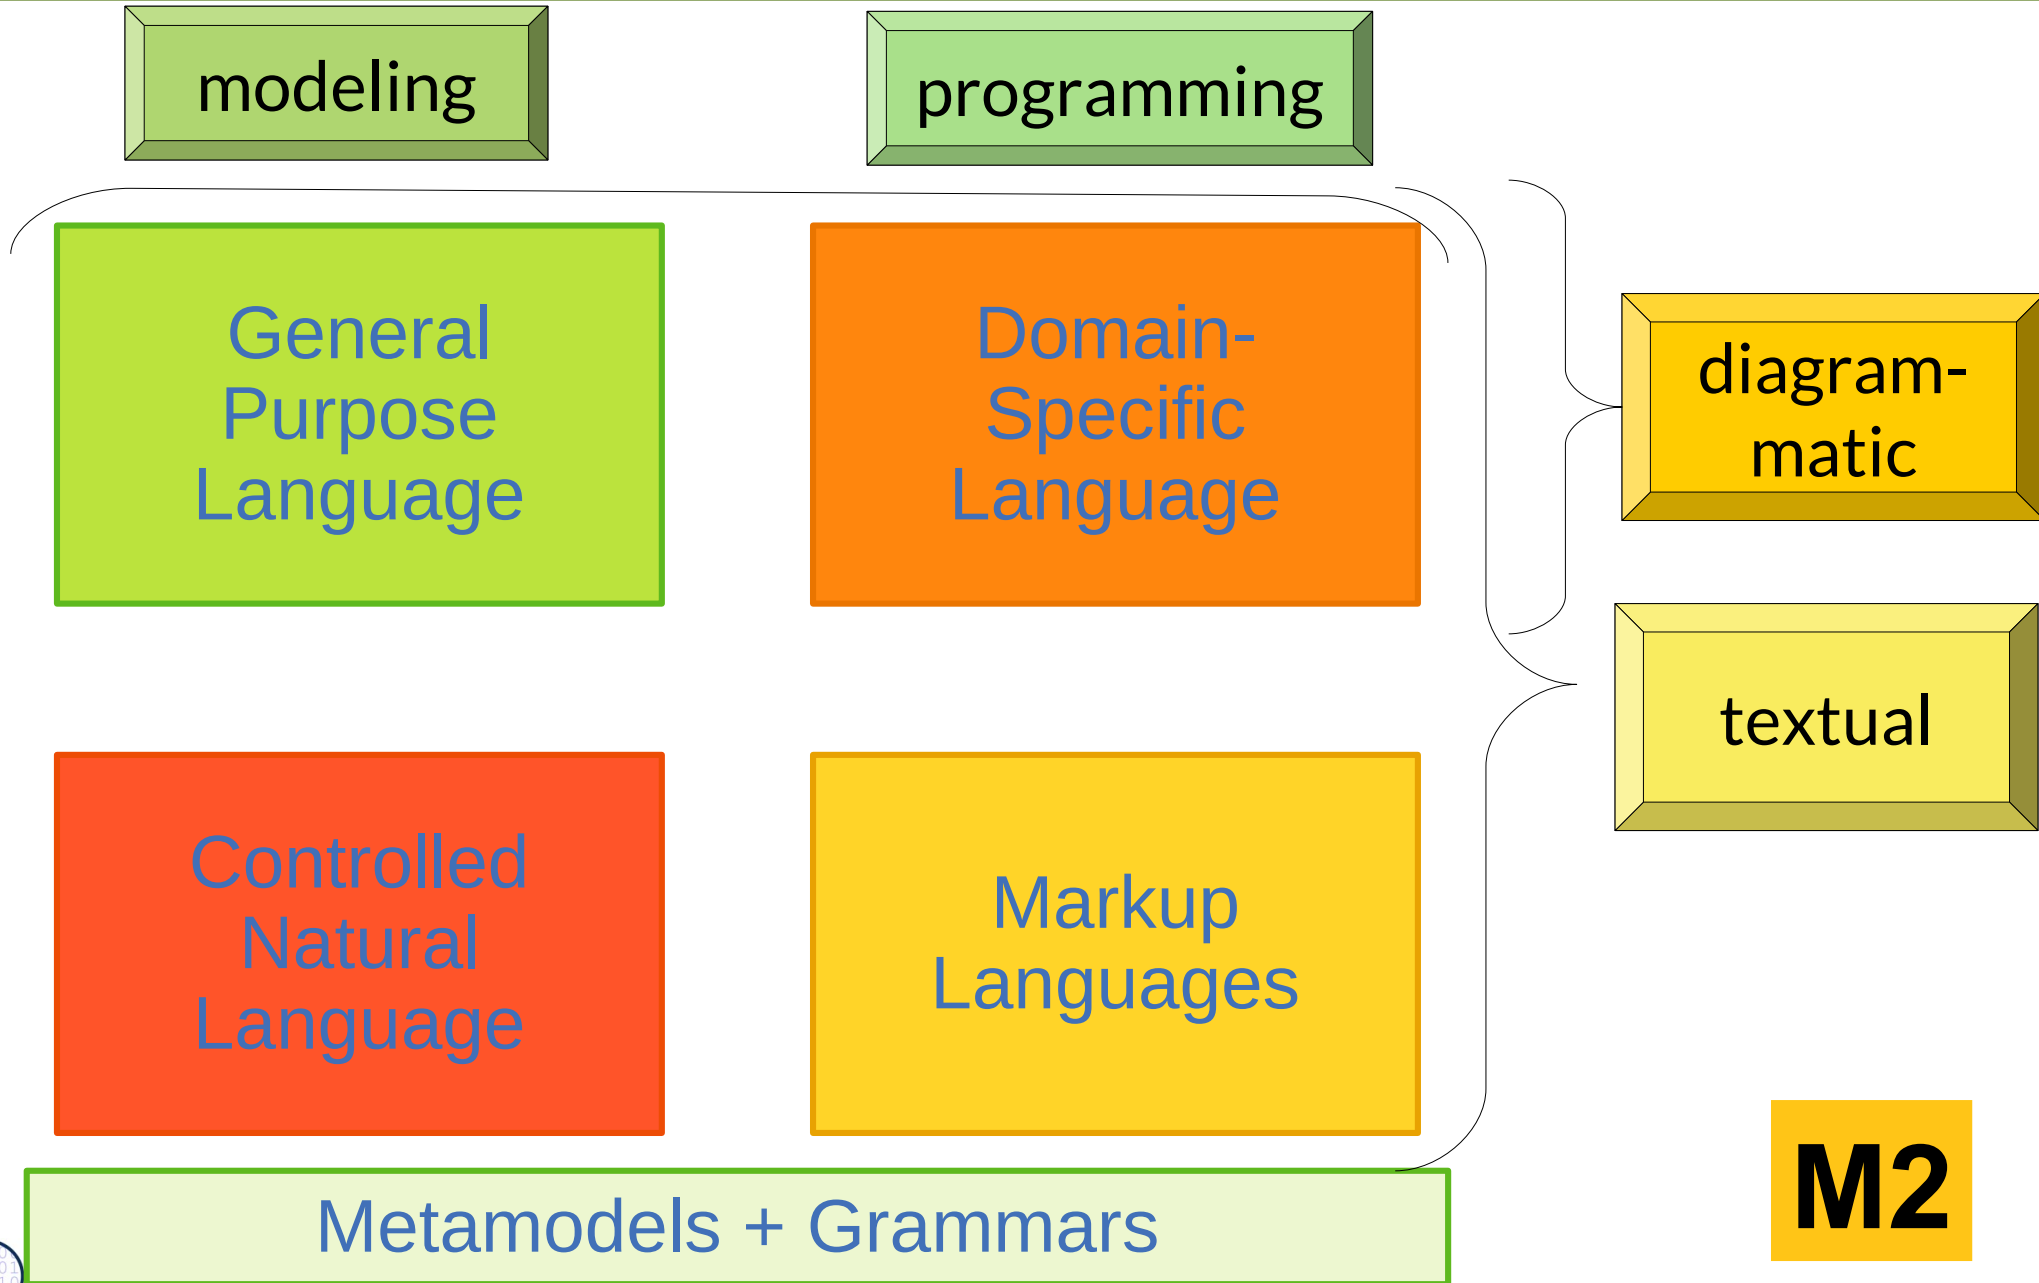 modeling
programming
General
Purpose
Language
Domain-
Specific
Language
diagram-
matic
textual
Controlled
Natural
Language
Markup
Languages
Metamodels + Grammars
M2